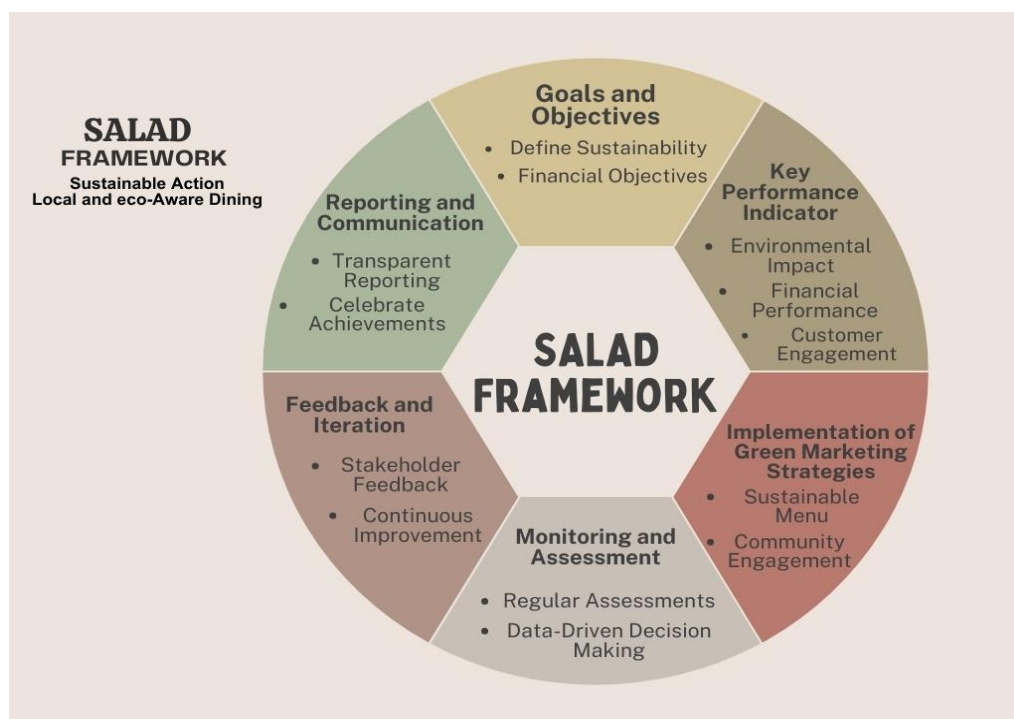 SALAD
FRAMEWORK
Sustainable Action
Local and eco-Aware Dining
Goals and
Objectives
• Define Sustainability
• Financial Objectives
Key
Performance
Indicator
• Environmental
Impact
• Financial
Performance
• Customer
Engagement
Implementation of
Green Marketing
Strategies
• Sustainable
Menu
• Community
Engagement
Monitoring and
Assessment
• Regular Assessments
• Data-Driven Decision
Making
Feedback and
Iteration
• Stakeholder
Feedback
• Continuous
Improvement
Reporting and
Communication
• Transparent
Reporting
• Celebrate
Achievements
SALAD
FRAMEWORK